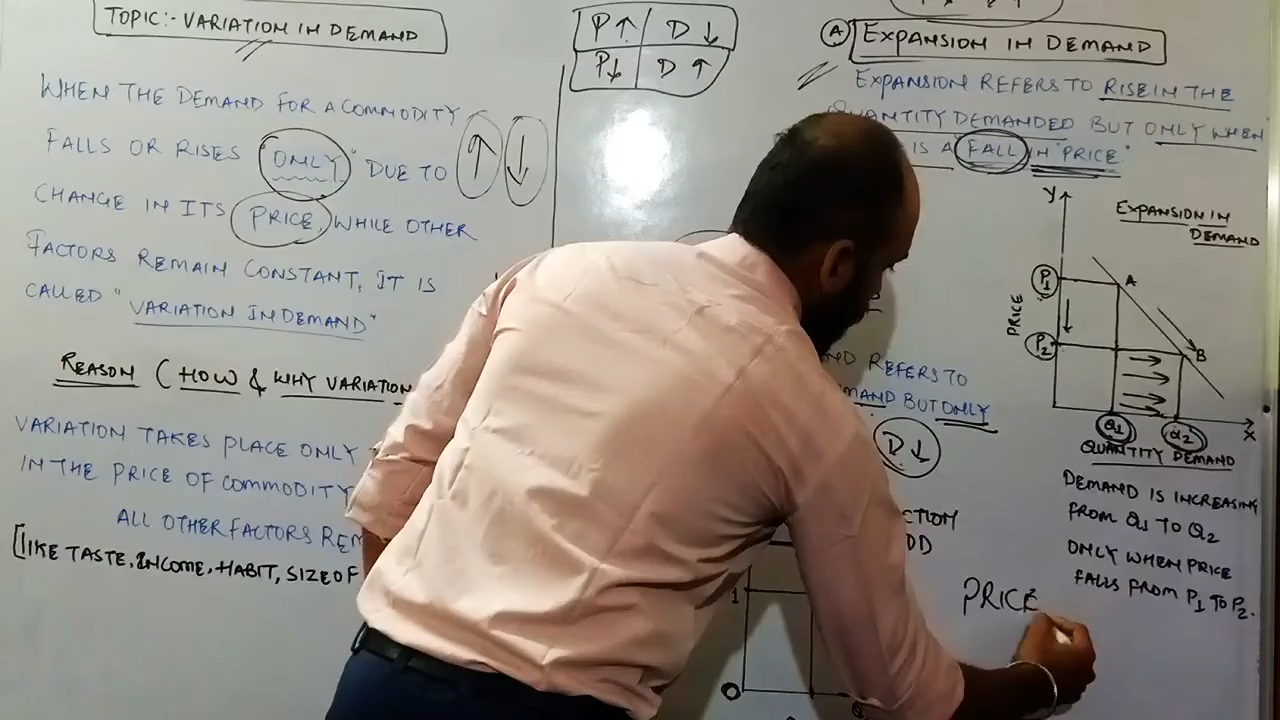 TOPIC:- VARIATION IN DEMAND
WHEN THE DEMAND FOR A COMMODITY
FALLS OR RISES "ONLY" DUE TO ↑ ↓
CHANGE IN ITS PRICE, WHILE OTHER
FACTORS REMAIN CONSTANT, IT IS
CALLED "VARIATION IN DEMAND"
REASON (HOW & WHY VARIATION
VARIATION TAKES PLACE ONLY
IN THE PRICE OF COMMODITY
ALL OTHER FACTORS REM
[LIKE TASTE, INCOME, HABIT, SIZE OF
P↑ D↓
P↓ D↑
ND REFERS TO
MAND BUT ONLY
D↓
CTION
DD
1
O
PRICE
A EXPANSION IN DEMAND
EXPANSION REFERS TO RISE IN THE
QUANTITY DEMANDED BUT ONLY WHEN
IS A FALL IN "PRICE"
Y
EXPANSION IN
DEMAND
P1
A
PRICE
P2
B
Q1 Q2
X
QUANTITY DEMAND
DEMAND IS INCREASING
FROM Q1 TO Q2
ONLY WHEN PRICE
FALLS FROM P1 TO P2.